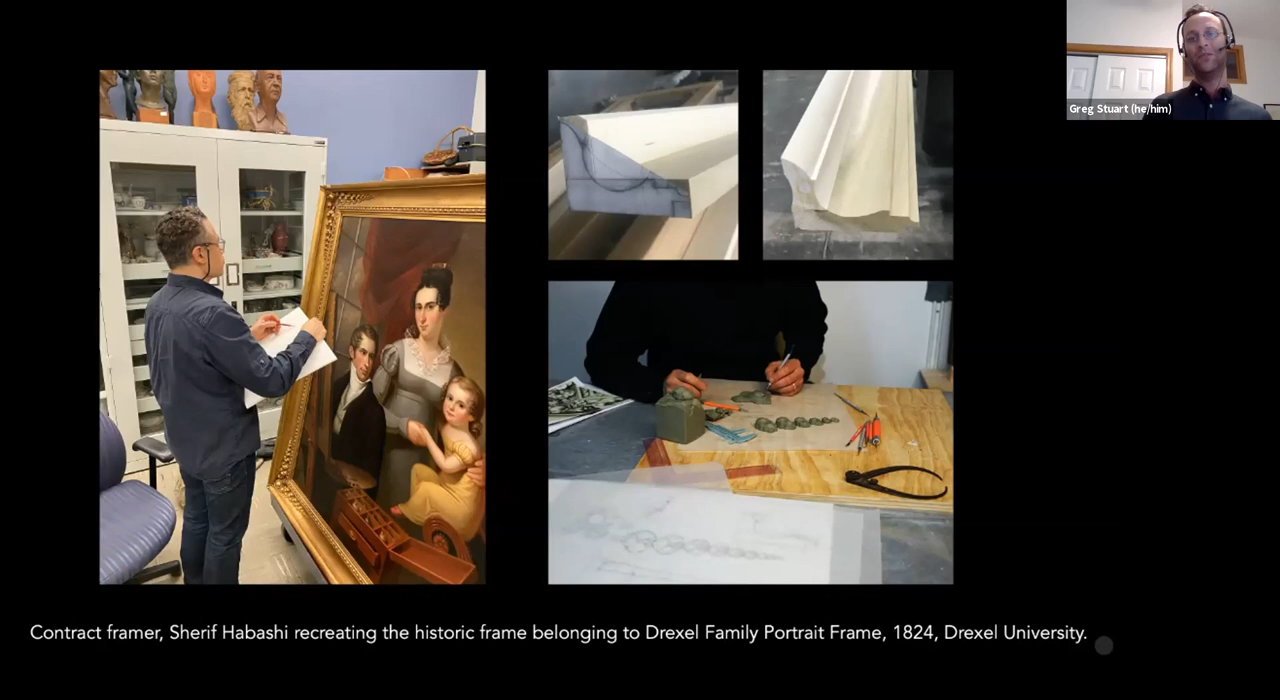 Greg Stuart (he/him)
Contract framer, Sherif Habashi recreating the historic frame belonging to Drexel Family Portrait Frame, 1824, Drexel University.